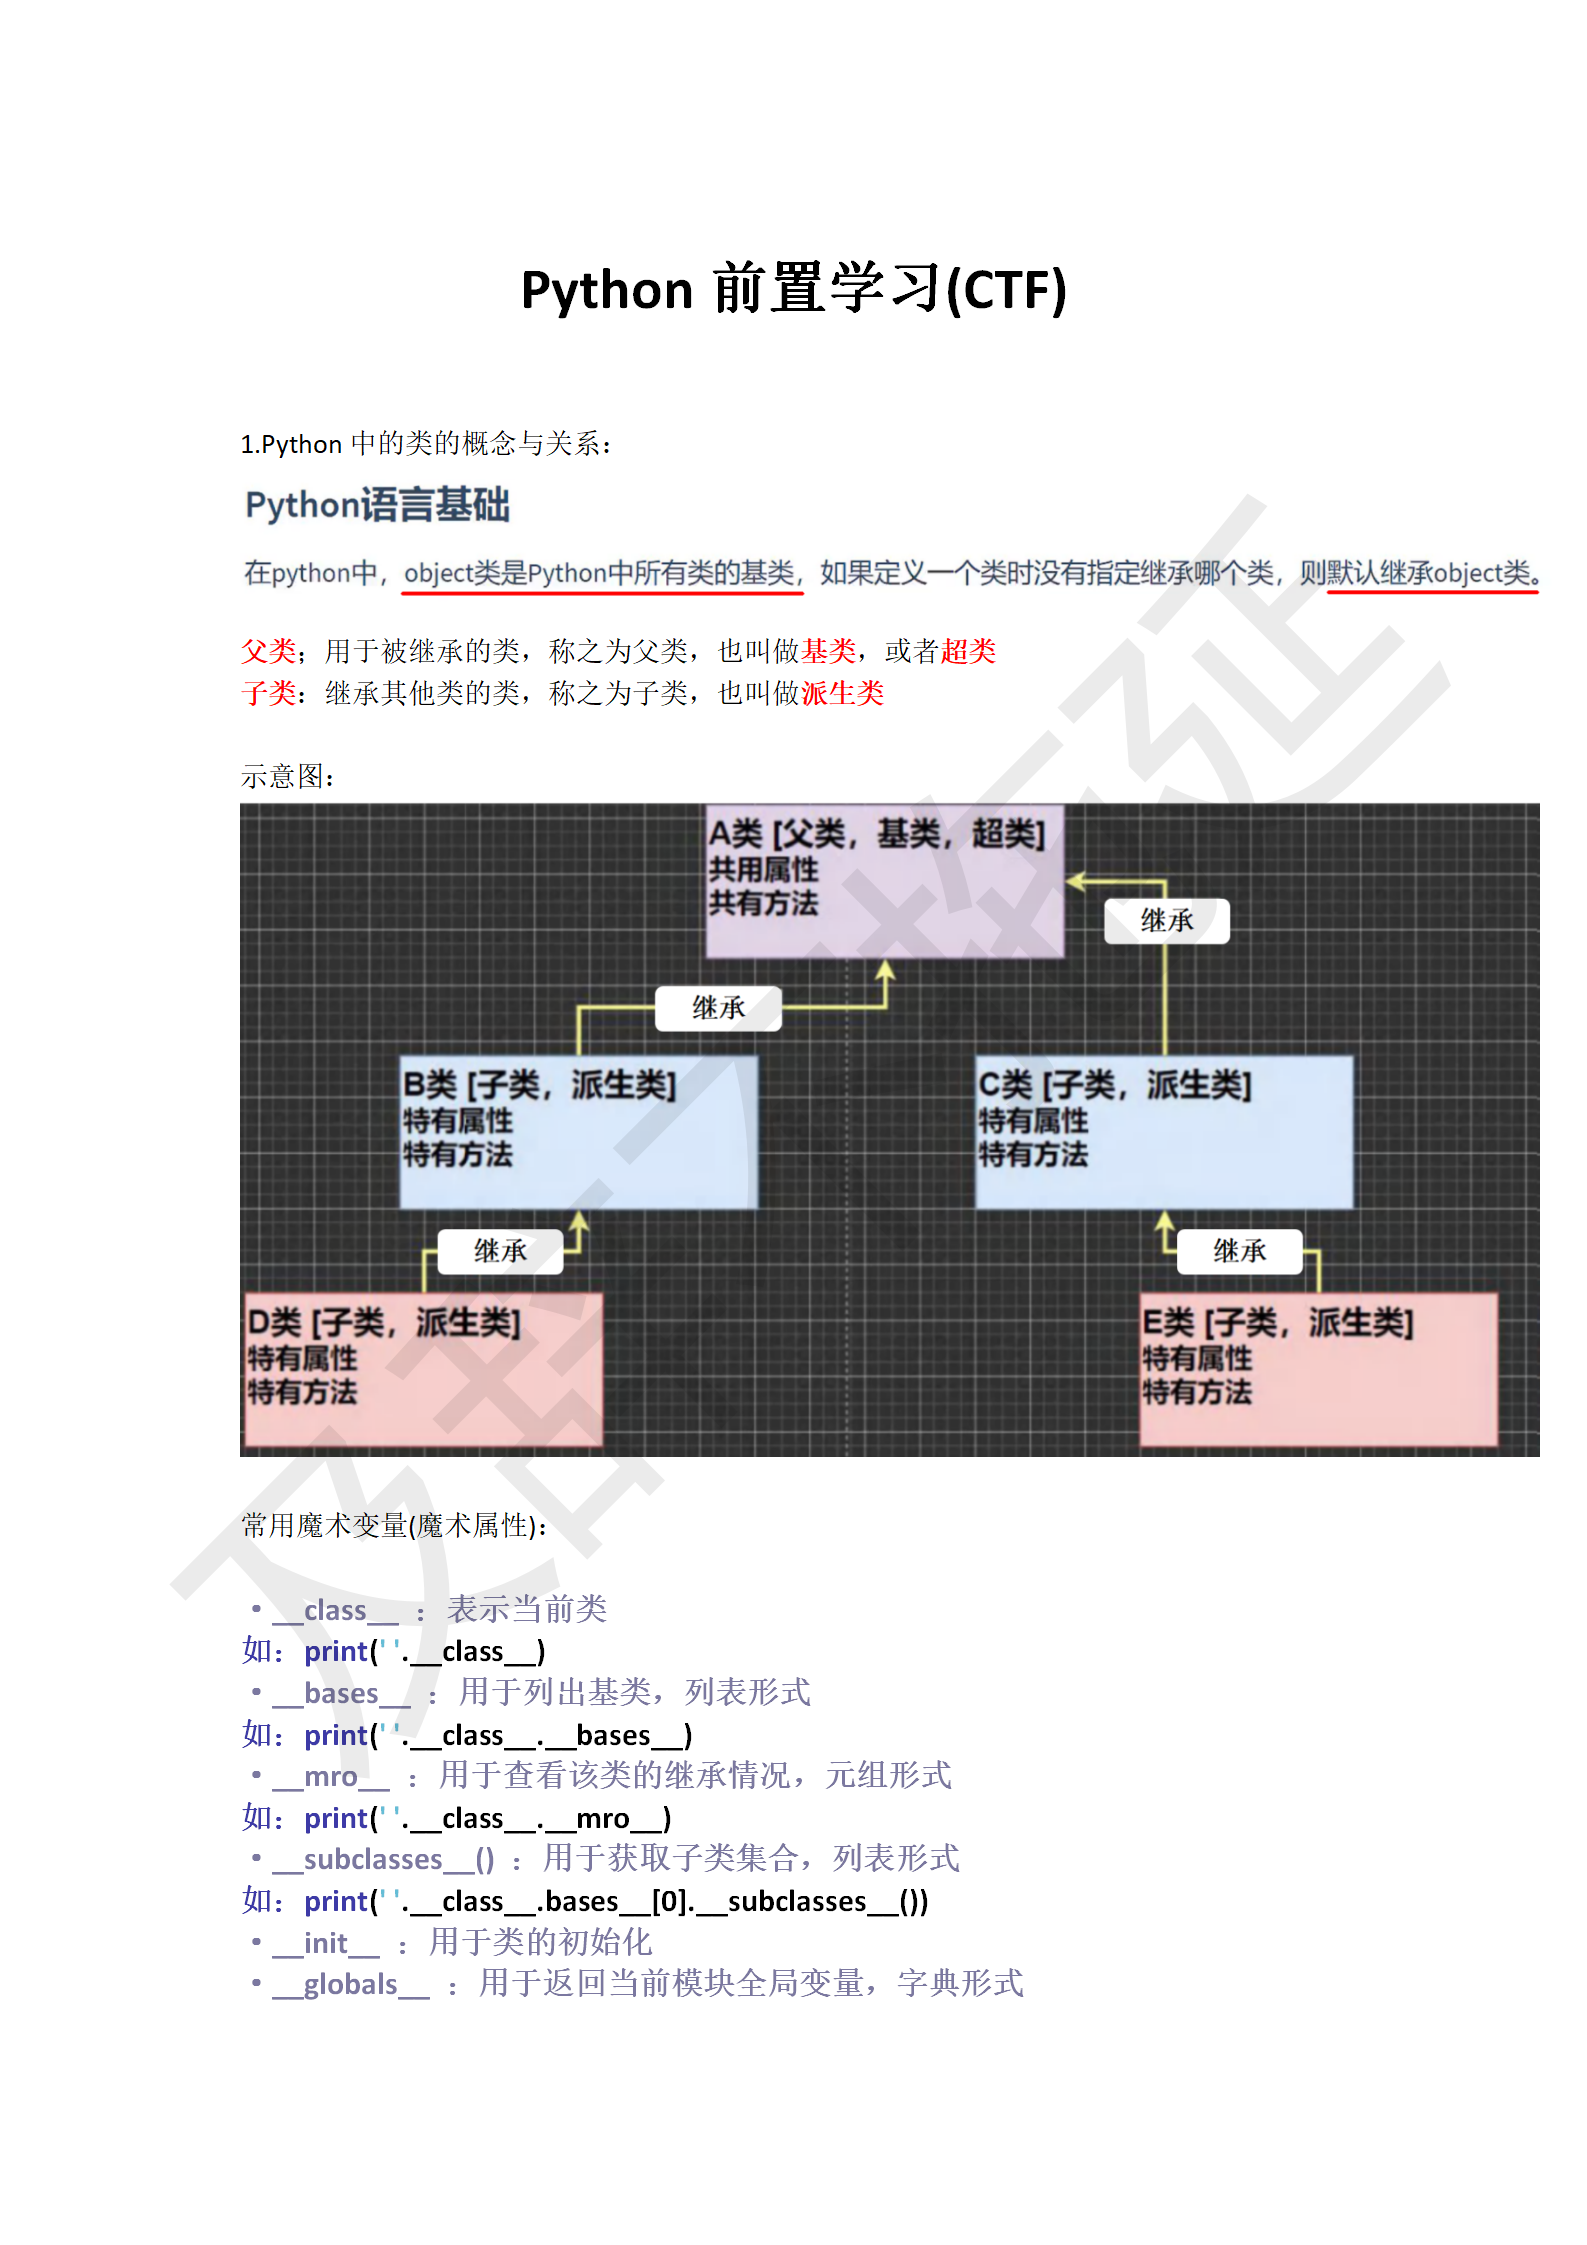 Python 前置学习(CTF)
1.Python 中的类的概念与关系：
Python语言基础
在python中，object类是Python中所有类的基类，如果定义一个类时没有指定继承哪个类，则默认继承object类。
父类；用于被继承的类，称之为父类，也叫做基类，或者超类
子类：继承其他类的类，称之为子类，也叫做派生类
示意图：
A类 [父类，基类，超类]
共用属性
共有方法
继承
继承
B类 [子类，派生类]
特有属性
特有方法
C类 [子类，派生类]
特有属性
特有方法
继承
继承
D类 [子类，派生类]
特有属性
特有方法
E类 [子类，派生类]
特有属性
特有方法
常用魔术变量(魔术属性)：
·__class__ ：表示当前类
如：print(' '.__class__)
·__bases__ ：用于列出基类，列表形式
如：print(' '.__class__.__bases__)
·__mro__ ：用于查看该类的继承情况，元组形式
如：print(' '.__class__.__mro__)
·__subclasses__() ：用于获取子类集合，列表形式
如：print(' '.__class__.bases__[0].__subclasses__())
·__init__ ：用于类的初始化
·__globals__ ：用于返回当前模块全局变量，字典形式